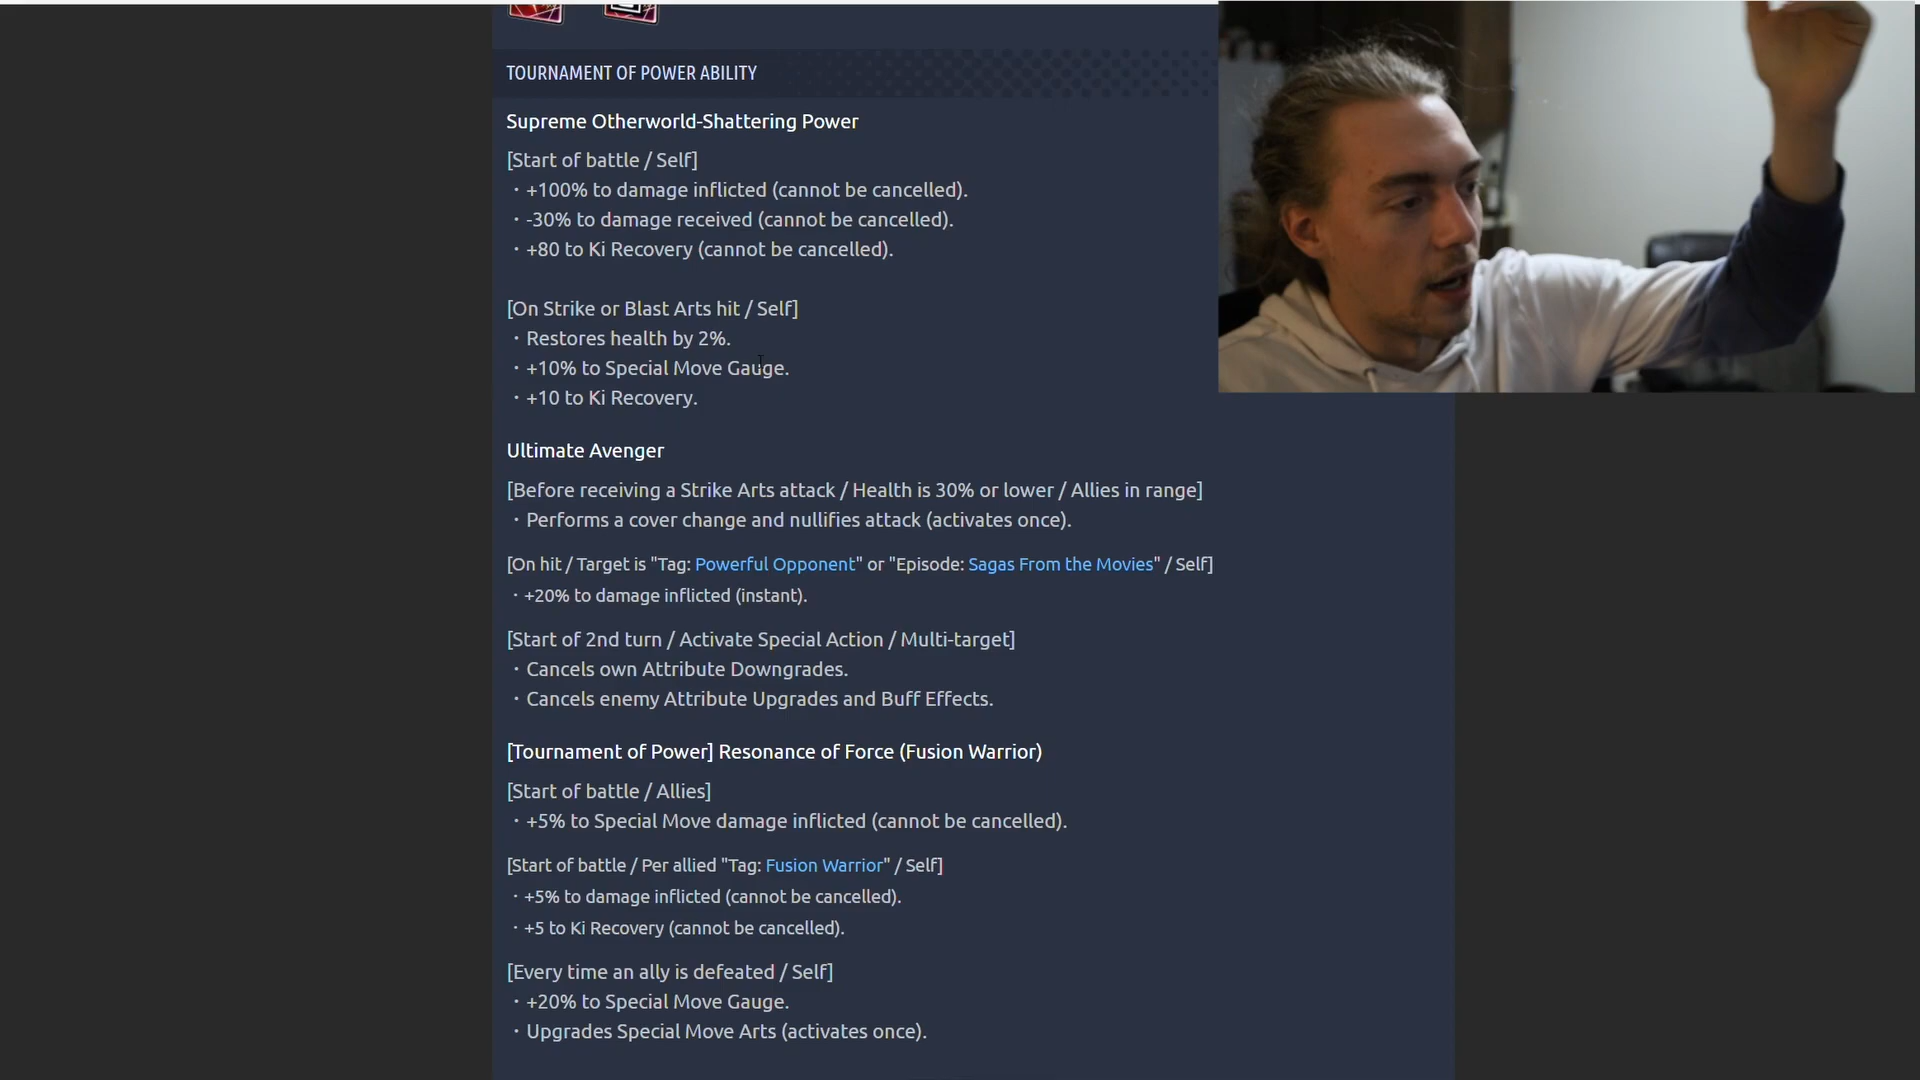 TOURNAMENT OF POWER ABILITY
Supreme Otherworld-Shattering Power
[Start of battle / Self]
・+100% to damage inflicted (cannot be cancelled).
・-30% to damage received (cannot be cancelled).
・+80 to Ki Recovery (cannot be cancelled).
[On Strike or Blast Arts hit / Self]
・Restores health by 2%.
・+10% to Special Move Gauge.
・+10 to Ki Recovery.
Ultimate Avenger
[Before receiving a Strike Arts attack / Health is 30% or lower / Allies in range]
・Performs a cover change and nullifies attack (activates once).
[On hit / Target is "Tag: Powerful Opponent" or "Episode: Sagas From the Movies" / Self]
・+20% to damage inflicted (instant).
[Start of 2nd turn / Activate Special Action / Multi-target]
・Cancels own Attribute Downgrades.
・Cancels enemy Attribute Upgrades and Buff Effects.
[Tournament of Power] Resonance of Force (Fusion Warrior)
[Start of battle / Allies]
・+5% to Special Move damage inflicted (cannot be cancelled).
[Start of battle / Per allied "Tag: Fusion Warrior" / Self]
・+5% to damage inflicted (cannot be cancelled).
・+5 to Ki Recovery (cannot be cancelled).
[Every time an ally is defeated / Self]
・+20% to Special Move Gauge.
・Upgrades Special Move Arts (activates once).